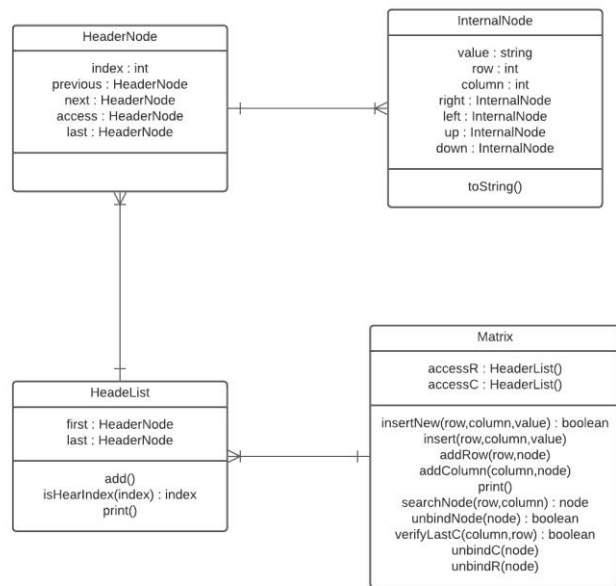 HeaderNode
index : int
previous : HeaderNode
next : HeaderNode
access : HeaderNode
last : HeaderNode
InternalNode
value : string
row : int
column : int
right : InternalNode
left : InternalNode
up : InternalNode
down : InternalNode
toString()
HeadeList
first : HeaderNode
last : HeaderNode
add()
isHearIndex(index) : index
print()
Matrix
accessR : HeaderList()
accessC : HeaderList()
insertNew(row,column,value) : boolean
insert(row,column,value)
addRow(row,node)
addColumn(column,node)
print()
searchNode(row,column) : node
unbindNode(node) : boolean
verifyLastC(column,row) : boolean
unbindC(node)
unbindR(node)